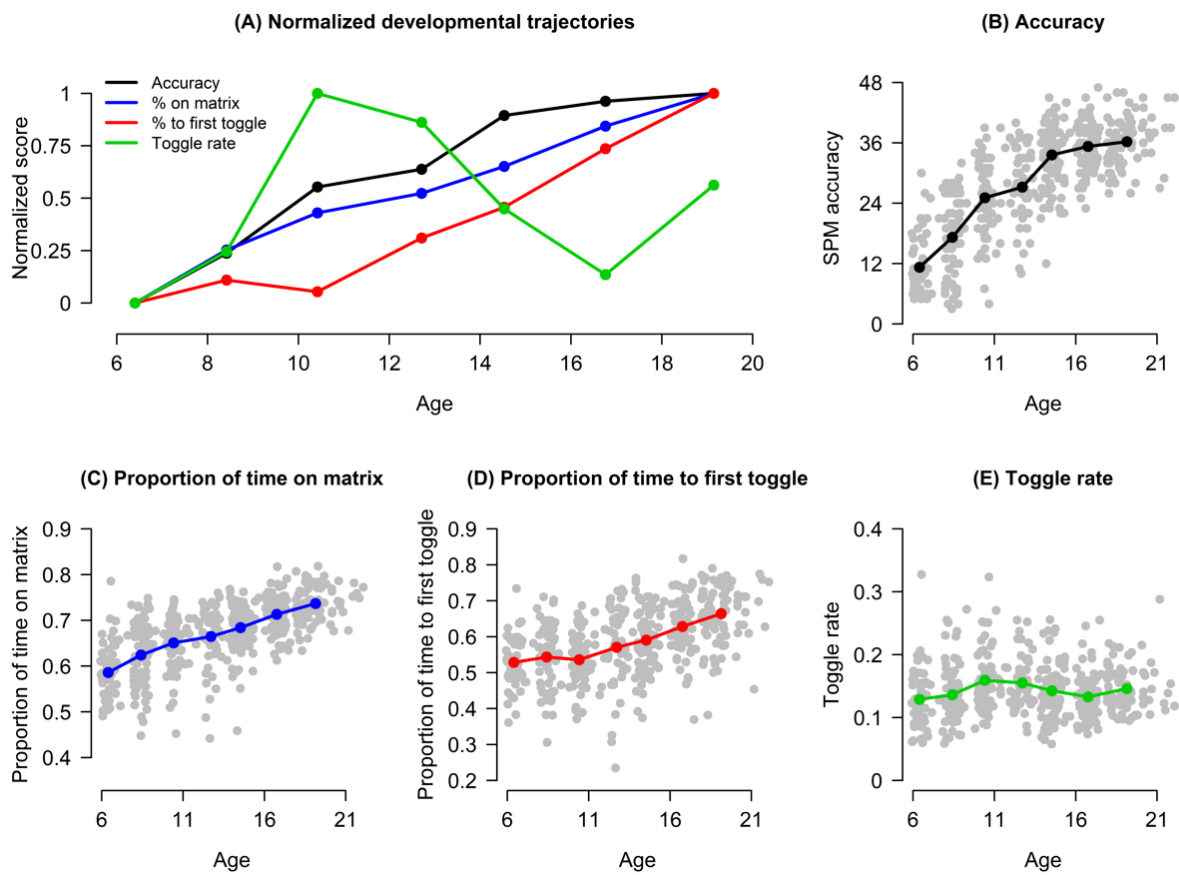 (A) Normalized developmental trajectories
Accuracy
% on matrix
% to first toggle
Toggle rate
Normalized score
1
0.75
0.5
0.25
0
6 8 10 12 14 16 18 20
Age
(B) Accuracy
SPM accuracy
48
36
24
12
0
6 11 16 21
Age
(C) Proportion of time on matrix
Proportion of time on matrix
0.9
0.8
0.7
0.6
0.5
0.4
6 11 16 21
Age
(D) Proportion of time to first toggle
Proportion of time to first toggle
0.9
0.8
0.7
0.6
0.5
0.4
0.3
0.2
6 11 16 21
Age
(E) Toggle rate
Toggle rate
0.4
0.3
0.2
0.1
0
6 11 16 21
Age